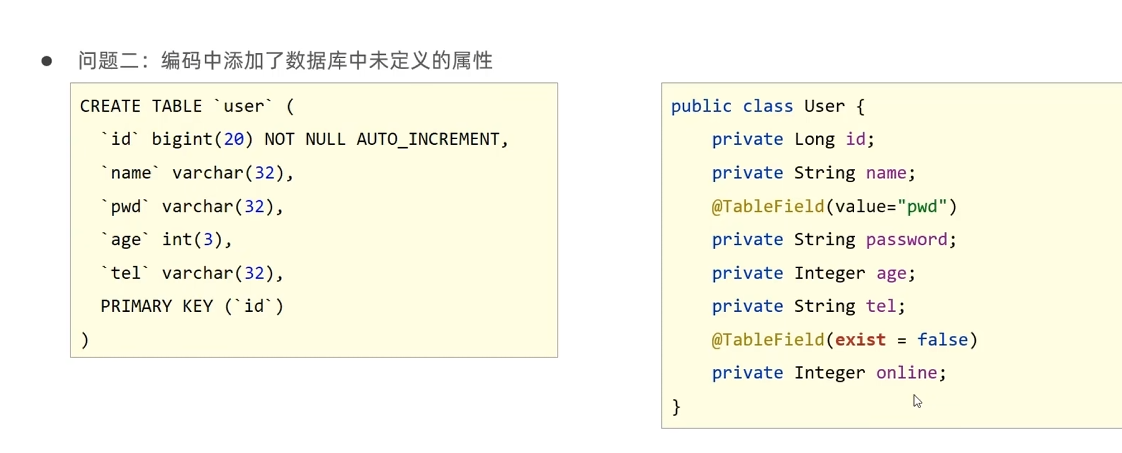 ● 问题二：编码中添加了数据库中未定义的属性
CREATE TABLE `user` (
`id` bigint(20) NOT NULL AUTO_INCREMENT,
`name` varchar(32),
`pwd` varchar(32),
`age` int(3),
`tel` varchar(32),
PRIMARY KEY (`id`)
)
public class User {
private Long id;
private String name;
@TableField(value="pwd")
private String password;
private Integer age;
private String tel;
@TableField(exist = false)
private Integer online;
}